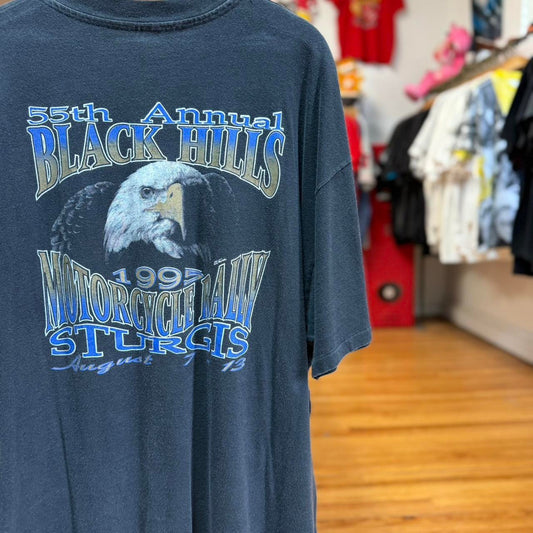 55th Annual
BLACK HILLS
1995
MOTORCYCLE RALLY
STURGIS
August 7 - 13